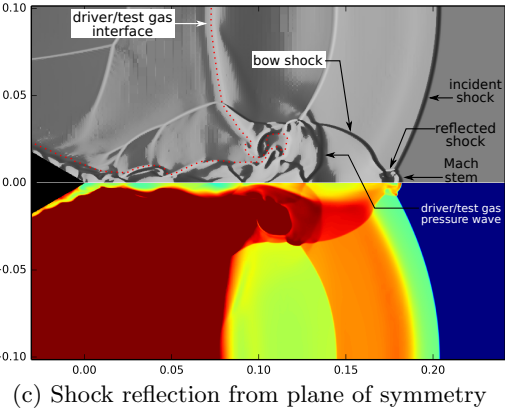 0.10
driver/test gas
interface
bow shock
incident
shock
0.05
reflected
shock
Mach
stem
0.00
driver/test gas
pressure wave
−0.05
−0.10
0.00 0.05 0.10 0.15 0.20
(c) Shock reflection from plane of symmetry